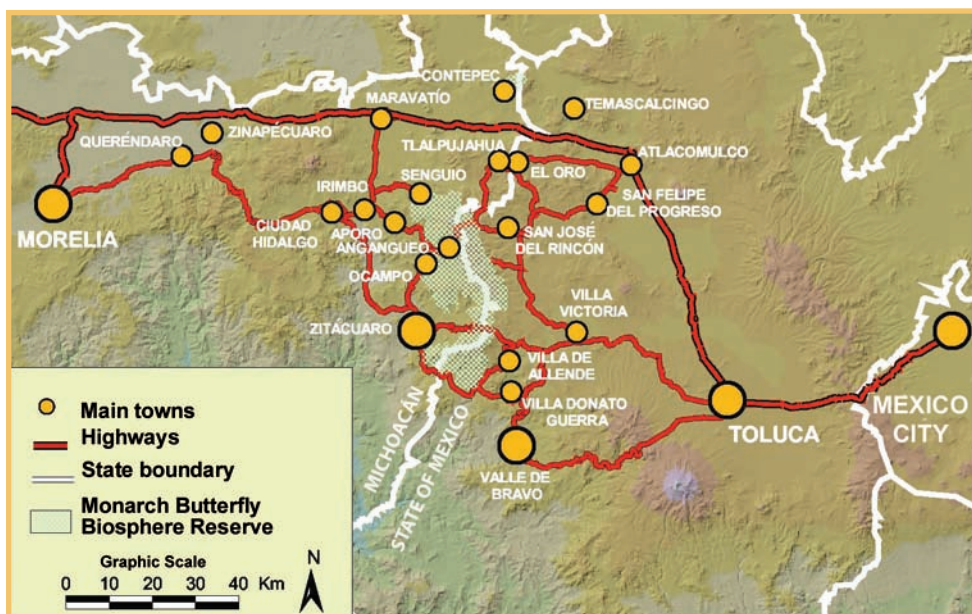 CONTEPEC
TEMASCALCINGO
MARAVATÍO
ZINAPÉCUARO
QUERÉNDARO
TLALPUJAHUA
ATLACOMULCO
EL ORO
SENGUIO
IRIMBO
SAN FELIPE
DEL PROGRESO
MORELIA
CIUDAD
HIDALGO
APORO
SAN JOSÉ
DEL RINCÓN
ANGANGUEO
OCAMPO
VILLA
VICTORIA
ZITÁCUARO
VILLA DE
ALLENDE
VILLA DONATO
GUERRA
MEXICO
CITY
TOLUCA
VALLE DE
BRAVO
MICHOACÁN
STATE OF MEXICO
Main towns
Highways
State boundary
Monarch Butterfly
Biosphere Reserve
Graphic Scale
0 10 20 30 40 Km
N